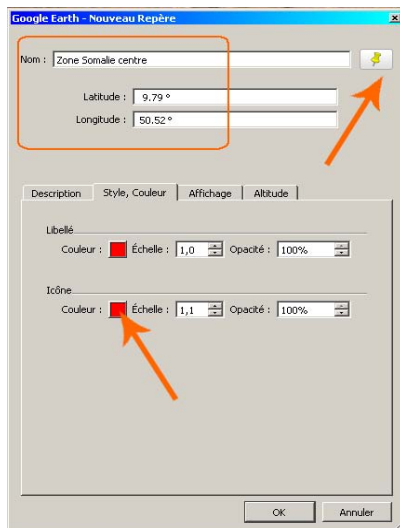 Google Earth - Nouveau Repère
Nom : Zone Somalie centre
Latitude : 9.79 °
Longitude : 50.52 °
Description Style, Couleur Affichage Altitude
Libellé
Couleur : Échelle : 1,0 Opacité : 100%
Icône
Couleur : Échelle : 1,1 Opacité : 100%
OK Annuler